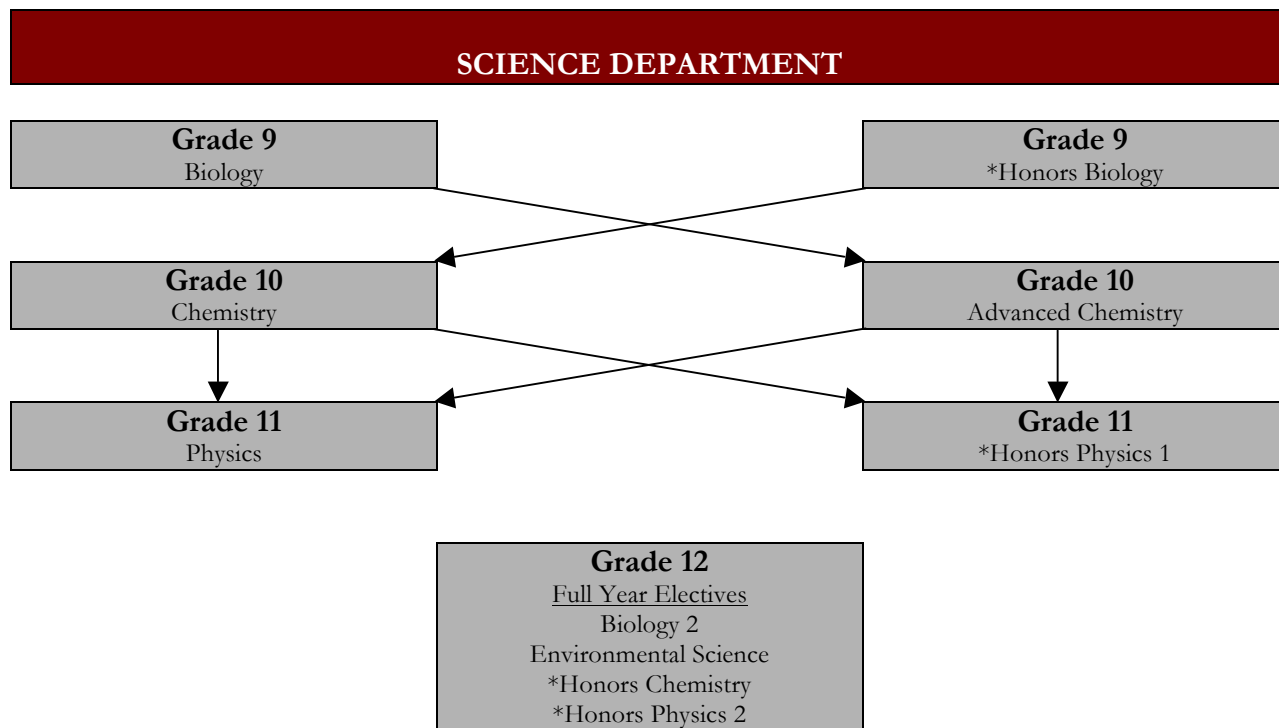 SCIENCE DEPARTMENT
Grade 9
Biology
Grade 9
*Honors Biology
Grade 10
Chemistry
Grade 10
Advanced Chemistry
Grade 11
Physics
Grade 11
*Honors Physics 1
Grade 12
Full Year Electives
Biology 2
Environmental Science
*Honors Chemistry
*Honors Physics 2